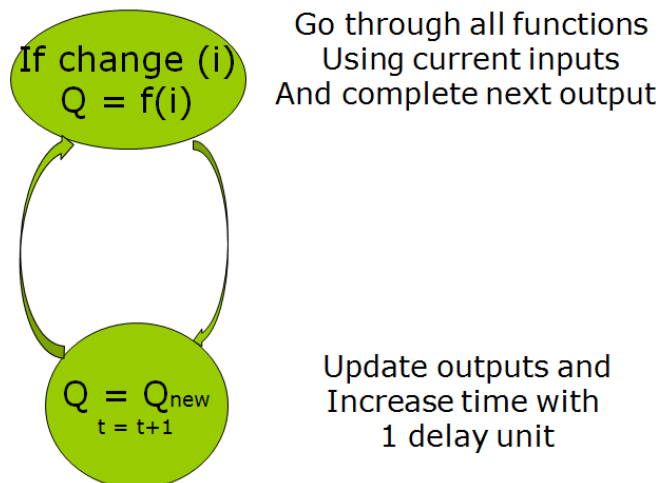 If change (i)
Q = f(i)
Go through all functions
Using current inputs
And complete next output
Q = Qnew
t = t+1
Update outputs and
Increase time with
1 delay unit